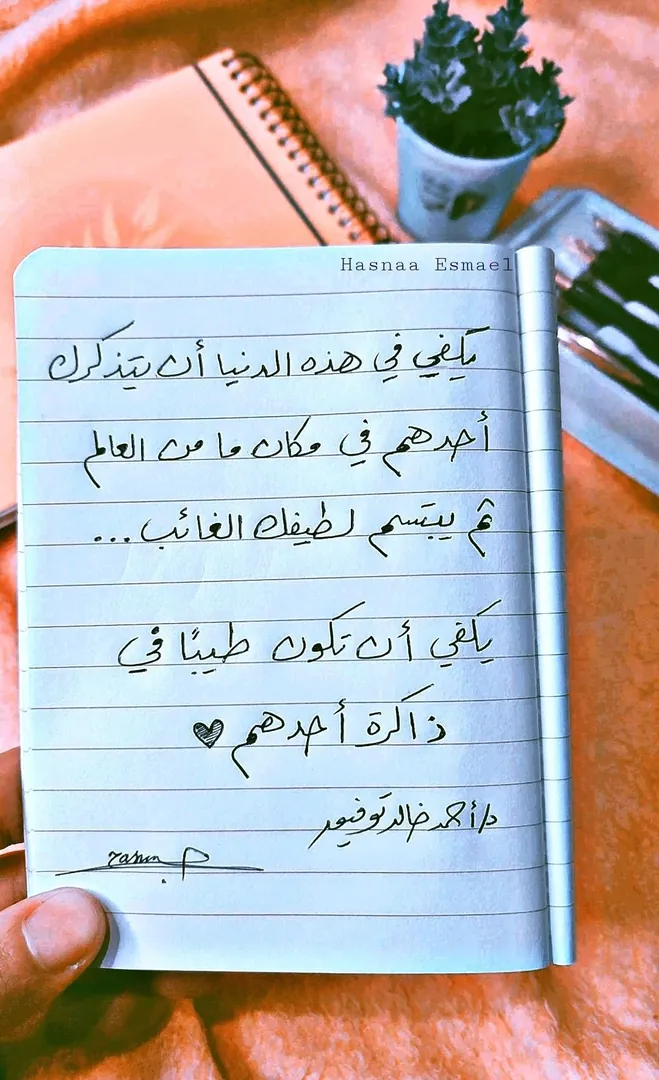 Hasnaa Esmael
يكفي في هذه الدنيا أن يتذكرك
أحدهم في مكان ما من العالم
ثم يبتسم لطيفك الغائب...
يكفي أن تكون طيبًا في
ذاكرة أحدهم ♥
د/أحمد خالد توفيق